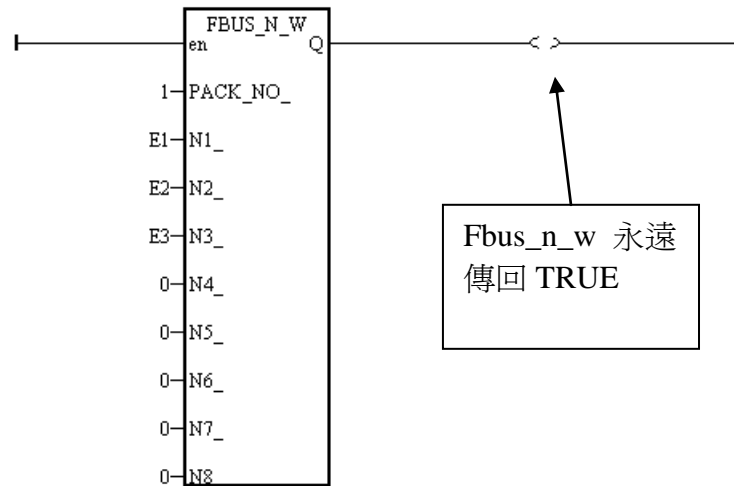 FBUS_N_W
en Q
1 PACK_NO_
E1 N1_
E2 N2_
E3 N3_
0 N4_
0 N5_
0 N6_
0 N7_
0 N8
Fbus_n_w 永遠
傳回 TRUE